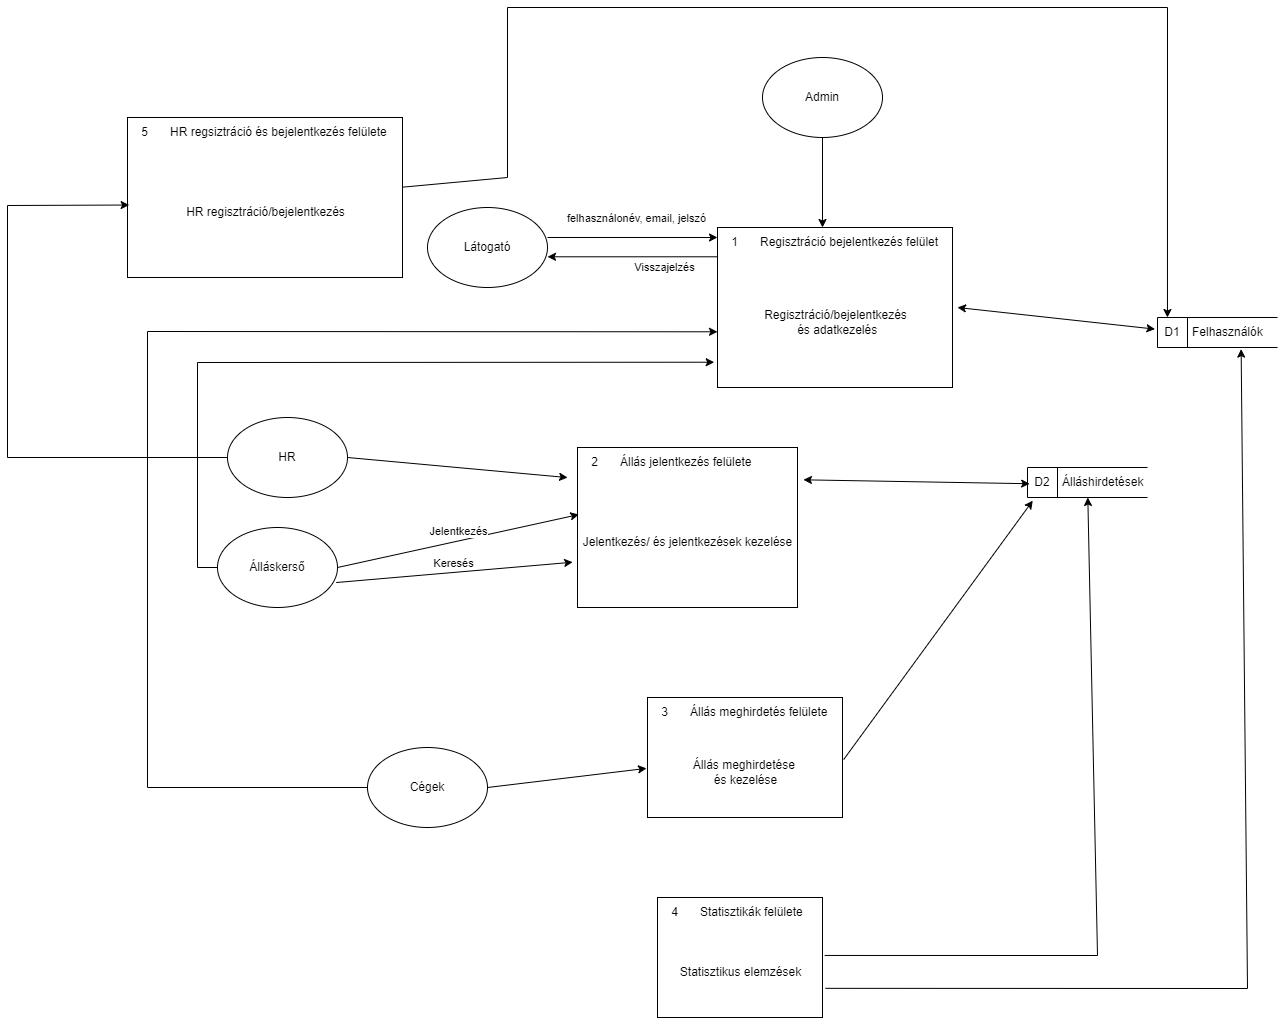 Admin
5 HR regsiztráció és bejelentkezés felülete
HR regisztráció/bejelentkezés
felhasználonév, email, jelszó
Látogató
Visszajelzés
1 Regisztráció bejelentkezés felület
Regisztráció/bejelentkezés
és adatkezelés
D1 Felhasználók
HR
2 Állás jelentkezés felülete
Jelentkezés/ és jelentkezések kezelése
D2 Álláshirdetések
Jelentkezés
Keresés
Álláskerső
3 Állás meghirdetés felülete
Állás meghirdetése
és kezelése
Cégek
4 Statisztikák felülete
Statisztikus elemzések